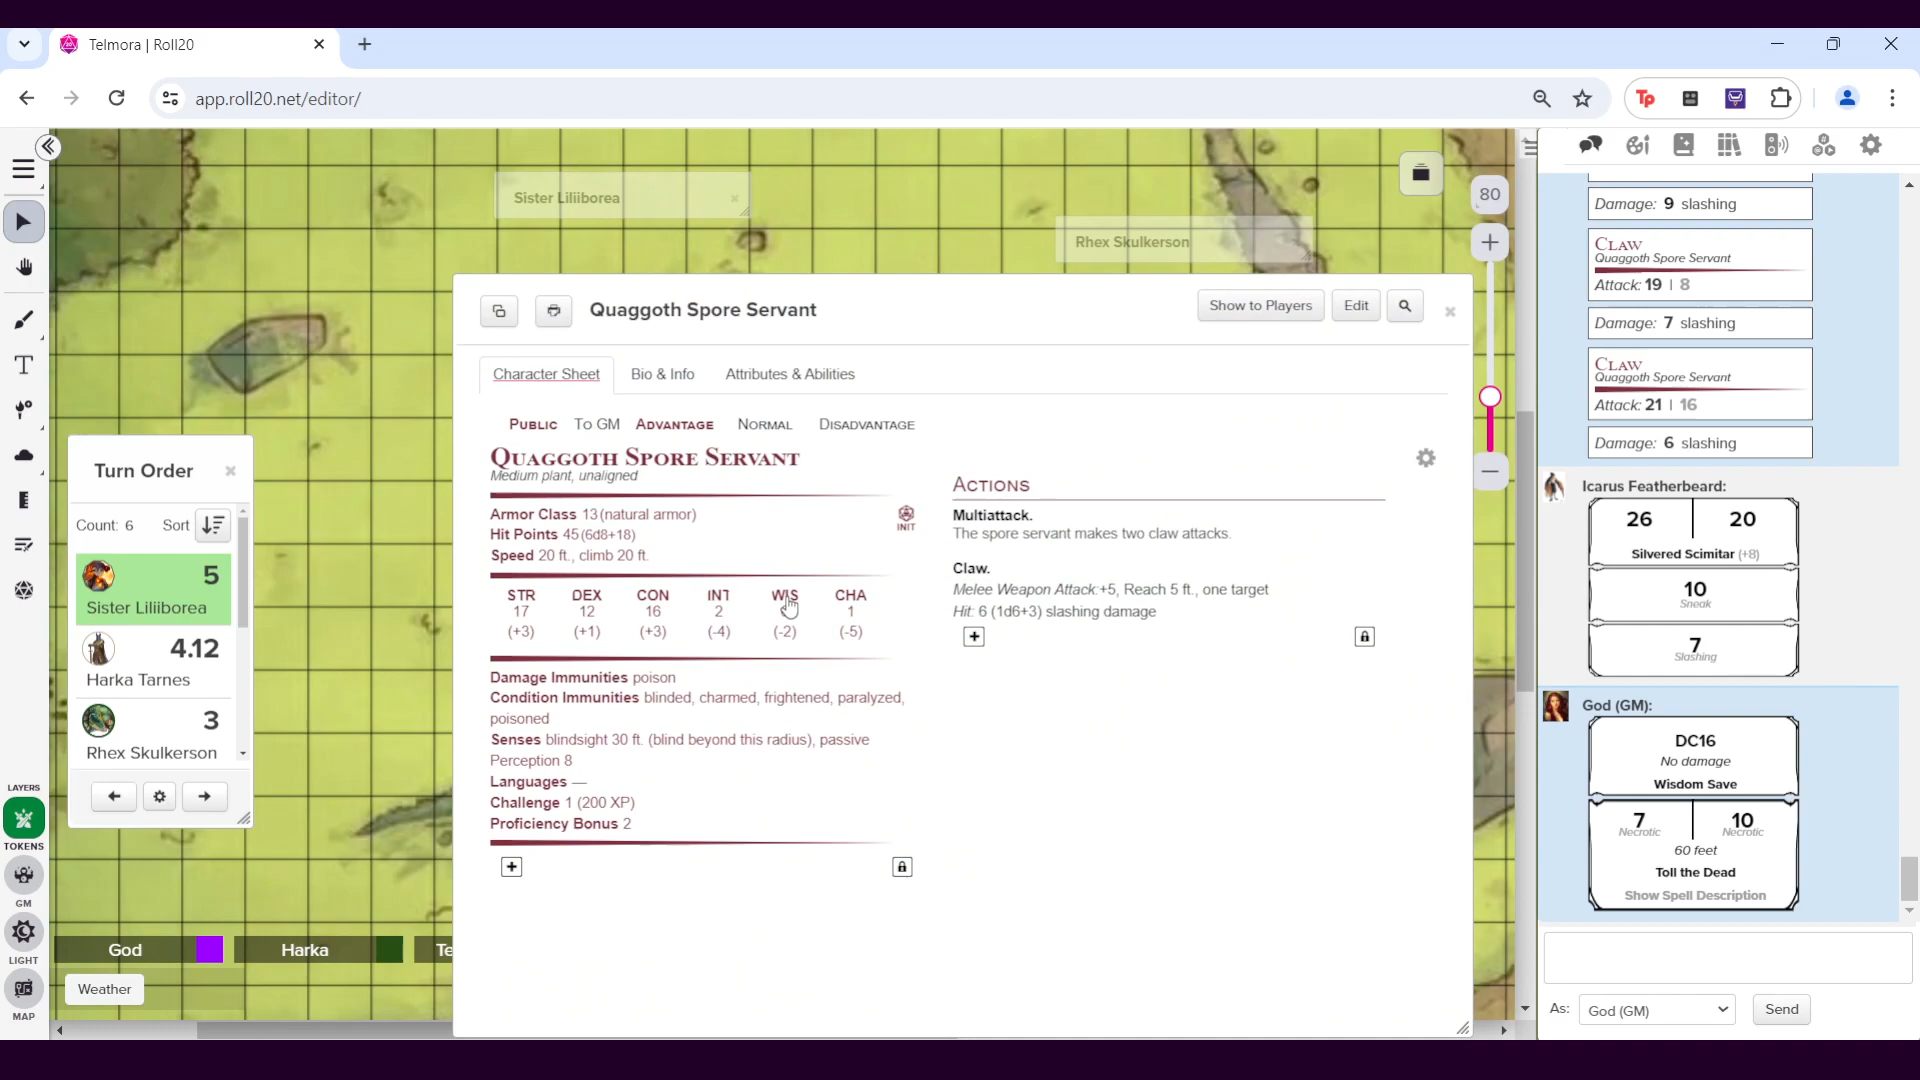 Telmora | Roll20
app.roll20.net/editor/
Tp
80
Sister Liliiborea
Rhex Skulkerson
Quaggoth Spore Servant
Show to Players
Edit
Character Sheet
Bio & Info
Attributes & Abilities
PUBLIC TO GM ADVANTAGE NORMAL DISADVANTAGE
QUAGGOTH SPORE SERVANT
Medium plant, unaligned
Armor Class 13 (natural armor)
INIT
Hit Points 45 (6d8+18)
Speed 20 ft., climb 20 ft.
STR DEX CON INT WIS CHA
17 12 16 2 1
(+3) (+1) (+3) (-4) (-2) (-5)
Damage Immunities poison
Condition Immunities blinded, charmed, frightened, paralyzed,
poisoned
Senses blindsight 30 ft. (blind beyond this radius), passive
Perception 8
Languages —
Challenge 1 (200 XP)
Proficiency Bonus 2
ACTIONS
Multiattack.
The spore servant makes two claw attacks.
Claw.
Melee Weapon Attack:+5, Reach 5 ft., one target
Hit: 6 (1d6+3) slashing damage
Turn Order
Count: 6 Sort
5
Sister Liliiborea
4.12
Harka Tarnes
3
Rhex Skulkerson
LAYERS
TOKENS
GM
LIGHT
MAP
God
Harka
Te
Weather
Damage: 9 slashing
CLAW
Quaggoth Spore Servant
Attack: 19 | 8
Damage: 7 slashing
CLAW
Quaggoth Spore Servant
Attack: 21 | 16
Damage: 6 slashing
Icarus Featherbeard:
26 20
Silvered Scimitar (+8)
10
Sneak
7
Slashing
God (GM):
DC16
No damage
Wisdom Save
7 10
Necrotic Necrotic
60 feet
Toll the Dead
Show Spell Description
As: God (GM) Send